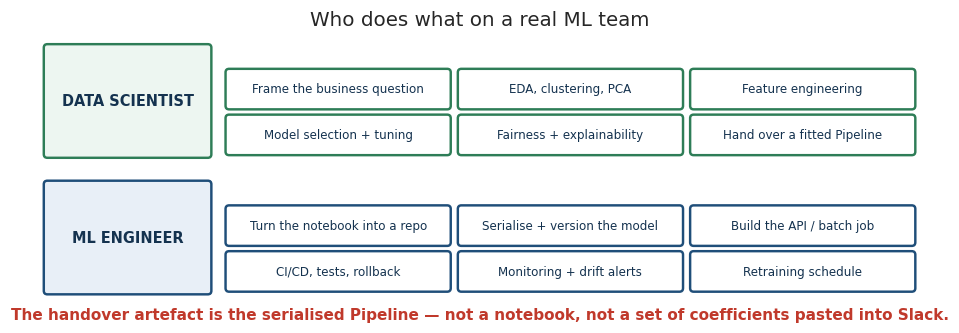 Who does what on a real ML team
DATA SCIENTIST
Frame the business question
EDA, clustering, PCA
Feature engineering
Model selection + tuning
Fairness + explainability
Hand over a fitted Pipeline
ML ENGINEER
Turn the notebook into a repo
Serialise + version the model
Build the API / batch job
CI/CD, tests, rollback
Monitoring + drift alerts
Retraining schedule
The handover artefact is the serialised Pipeline — not a notebook, not a set of coefficients pasted into Slack.